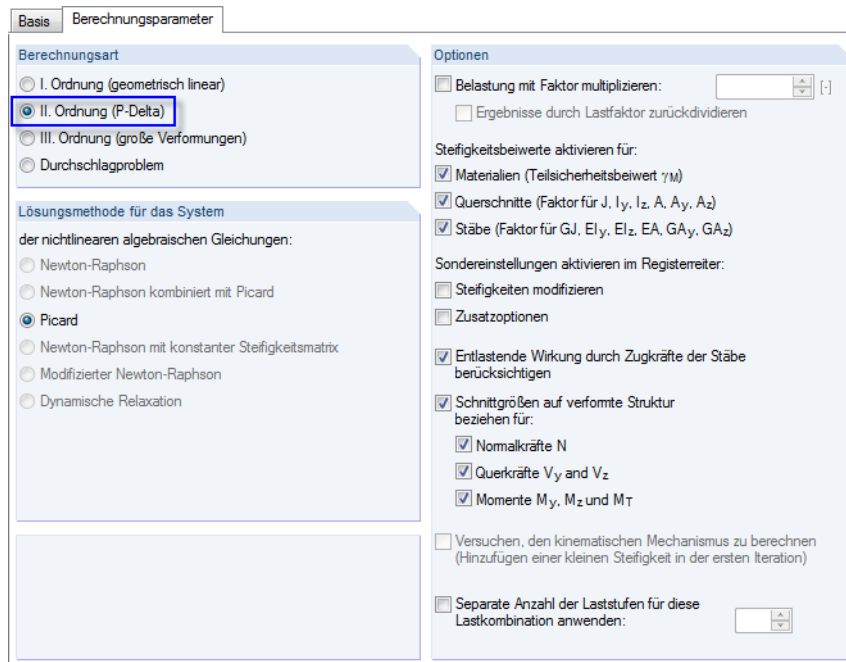 Basis
Berechnungsparameter
Berechnungsart
I. Ordnung (geometrisch linear)
II. Ordnung (P-Delta)
III. Ordnung (große Verformungen)
Durchschlagproblem
Lösungsmethode für das System
der nichtlinearen algebraischen Gleichungen:
Newton-Raphson
Newton-Raphson kombiniert mit Picard
Picard
Newton-Raphson mit konstanter Steifigkeitsmatrix
Modifizierter Newton-Raphson
Dynamische Relaxation
Optionen
Belastung mit Faktor multiplizieren: [-]
Ergebnisse durch Lastfaktor zurückdividieren
Steifigkeitsbeiwerte aktivieren für:
Materialien (Teilsicherheitsbeiwert γM)
Querschnitte (Faktor für J, Iy, Iz, A, Ay, Az)
Stäbe (Faktor für GJ, EIy, EIz, EA, GAy, GAz)
Sondereinstellungen aktivieren im Registerreiter:
Steifigkeiten modifizieren
Zusatzoptionen
Entlastende Wirkung durch Zugkräfte der Stäbe
berücksichtigen
Schnittgrößen auf verformte Struktur
beziehen für:
Normalkräfte N
Querkräfte Vy and Vz
Momente My, Mz und MT
Versuchen, den kinematischen Mechanismus zu berechnen
(Hinzufügen einer kleinen Steifigkeit in der ersten Iteration)
Separate Anzahl der Laststufen für diese
Lastkombination anwenden: